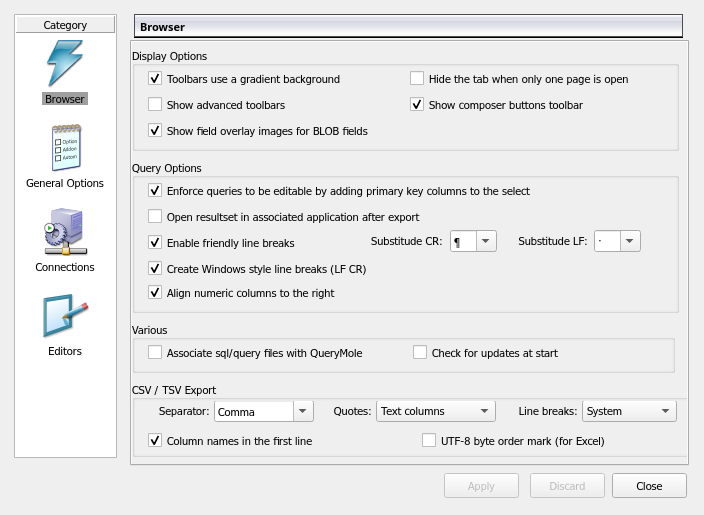 Category
Browser
Option
Addon
Autom
General Options
Connections
Editors
Browser
Display Options
Toolbars use a gradient background
Hide the tab when only one page is open
Show advanced toolbars
Show composer buttons toolbar
Show field overlay images for BLOB fields
Query Options
Enforce queries to be editable by adding primary key columns to the select
Open resultset in associated application after export
Enable friendly line breaks Substitude CR: ¶ Substitude LF: ·
Create Windows style line breaks (LF CR)
Align numeric columns to the right
Various
Associate sql/query files with QueryMole
Check for updates at start
CSV / TSV Export
Separator: Comma Quotes: Text columns Line breaks: System
Column names in the first line
UTF-8 byte order mark (for Excel)
Apply Discard Close